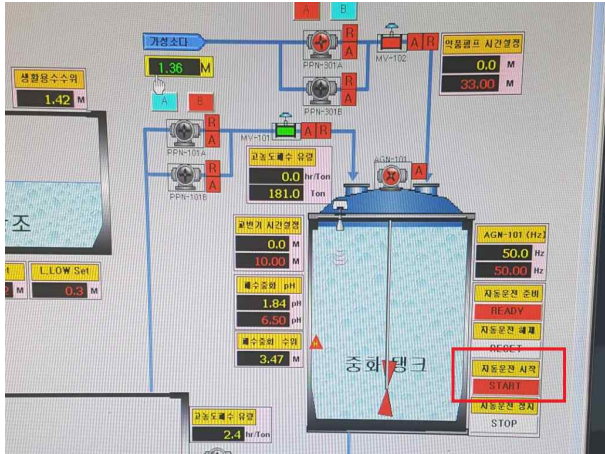 A
B
가성소다
1.36 M
A
B
생활용수수위
1.42 M
PPN-301A
R
A
MV-102
A R
PPN-301B
R
A
약품펌프 시간설정
0.0 M
33.00 M
PPN-101A
R
A
MV-101
A R
PPN-101B
R
A
고농도폐수 유량
0.0 hr/Ton
181.0 Ton
AGN-101
A
교반기 시간설정
0.0 M
10.00 M
폐수중화 pH
1.84 pH
6.50 pH
폐수중화 수위
3.47 M
중화 탱크
AGN-101 (Hz)
50.0 Hz
50.00 Hz
자동운전 준비
READY
자동운전 해제
RESET
자동운전 시작
START
자동운전 정지
STOP
조
M
L.LOW Set
0.3 M
고농도폐수 유량
2.4 hr/Ton